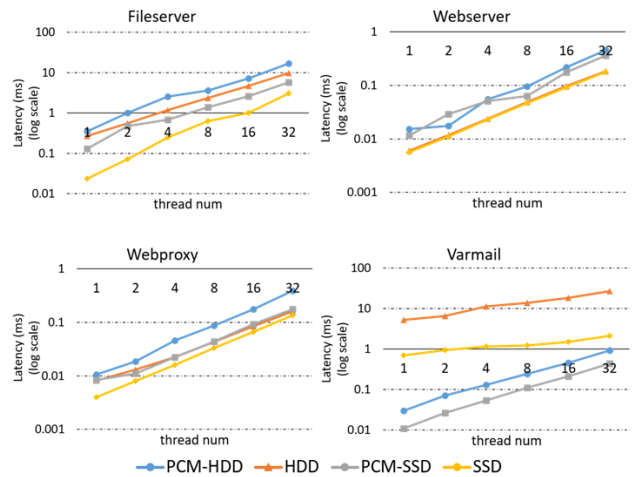 Fileserver
100
10
1
0.1
0.01
Latency (ms)
(log scale)
1 2 4 8 16 32
thread num
Webserver
1
0.1
0.01
0.001
Latency (ms)
(log scale)
1 2 4 8 16 32
thread num
Webproxy
1
0.1
0.01
0.001
Latency (ms)
(log scale)
1 2 4 8 16 32
thread num
Varmail
100
10
1
0.1
0.01
Latency (ms)
(log scale)
1 2 4 8 16 32
thread num
PCM-HDD HDD PCM-SSD SSD